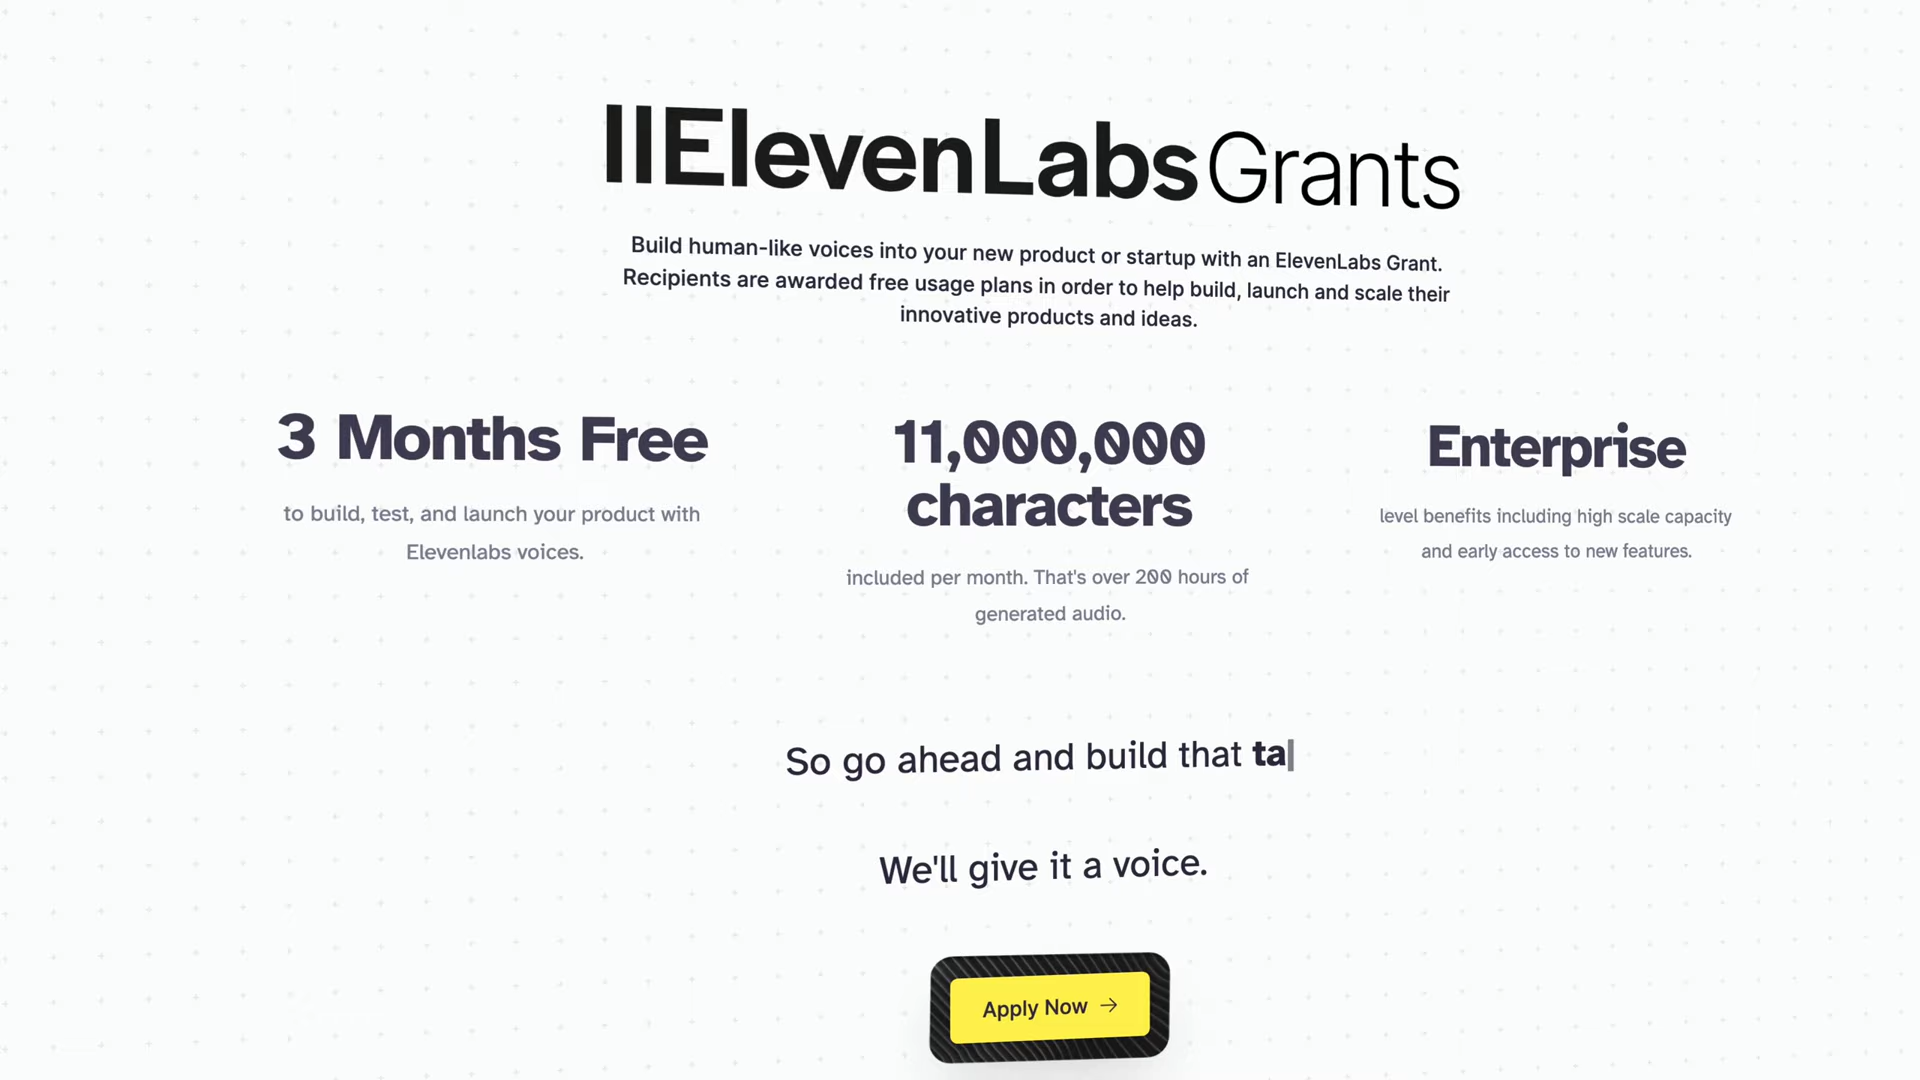 IIElevenLabs Grants
Build human-like voices into your new product or startup with an ElevenLabs Grant.
Recipients are awarded free usage plans in order to help build, launch and scale their
innovative products and ideas.
3 Months Free
to build, test, and launch your product with
Elevenlabs voices.
11,000,000
characters
included per month. That's over 200 hours of
generated audio.
Enterprise
level benefits including high scale capacity
and early access to new features.
So go ahead and build that ta
We'll give it a voice.
Apply Now →